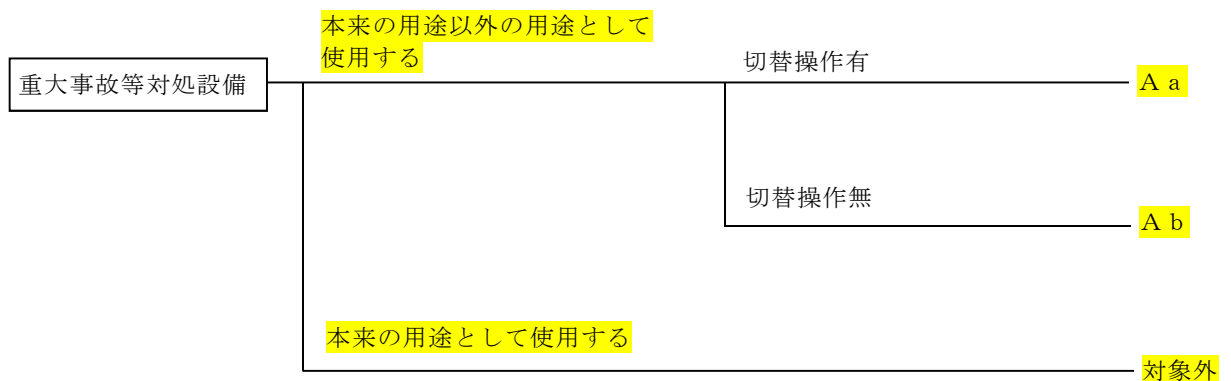 本来の用途以外の用途として
使用する
切替操作有
重大事故等対処設備
Ａａ
切替操作無
Ａｂ
本来の用途として使用する
対象外